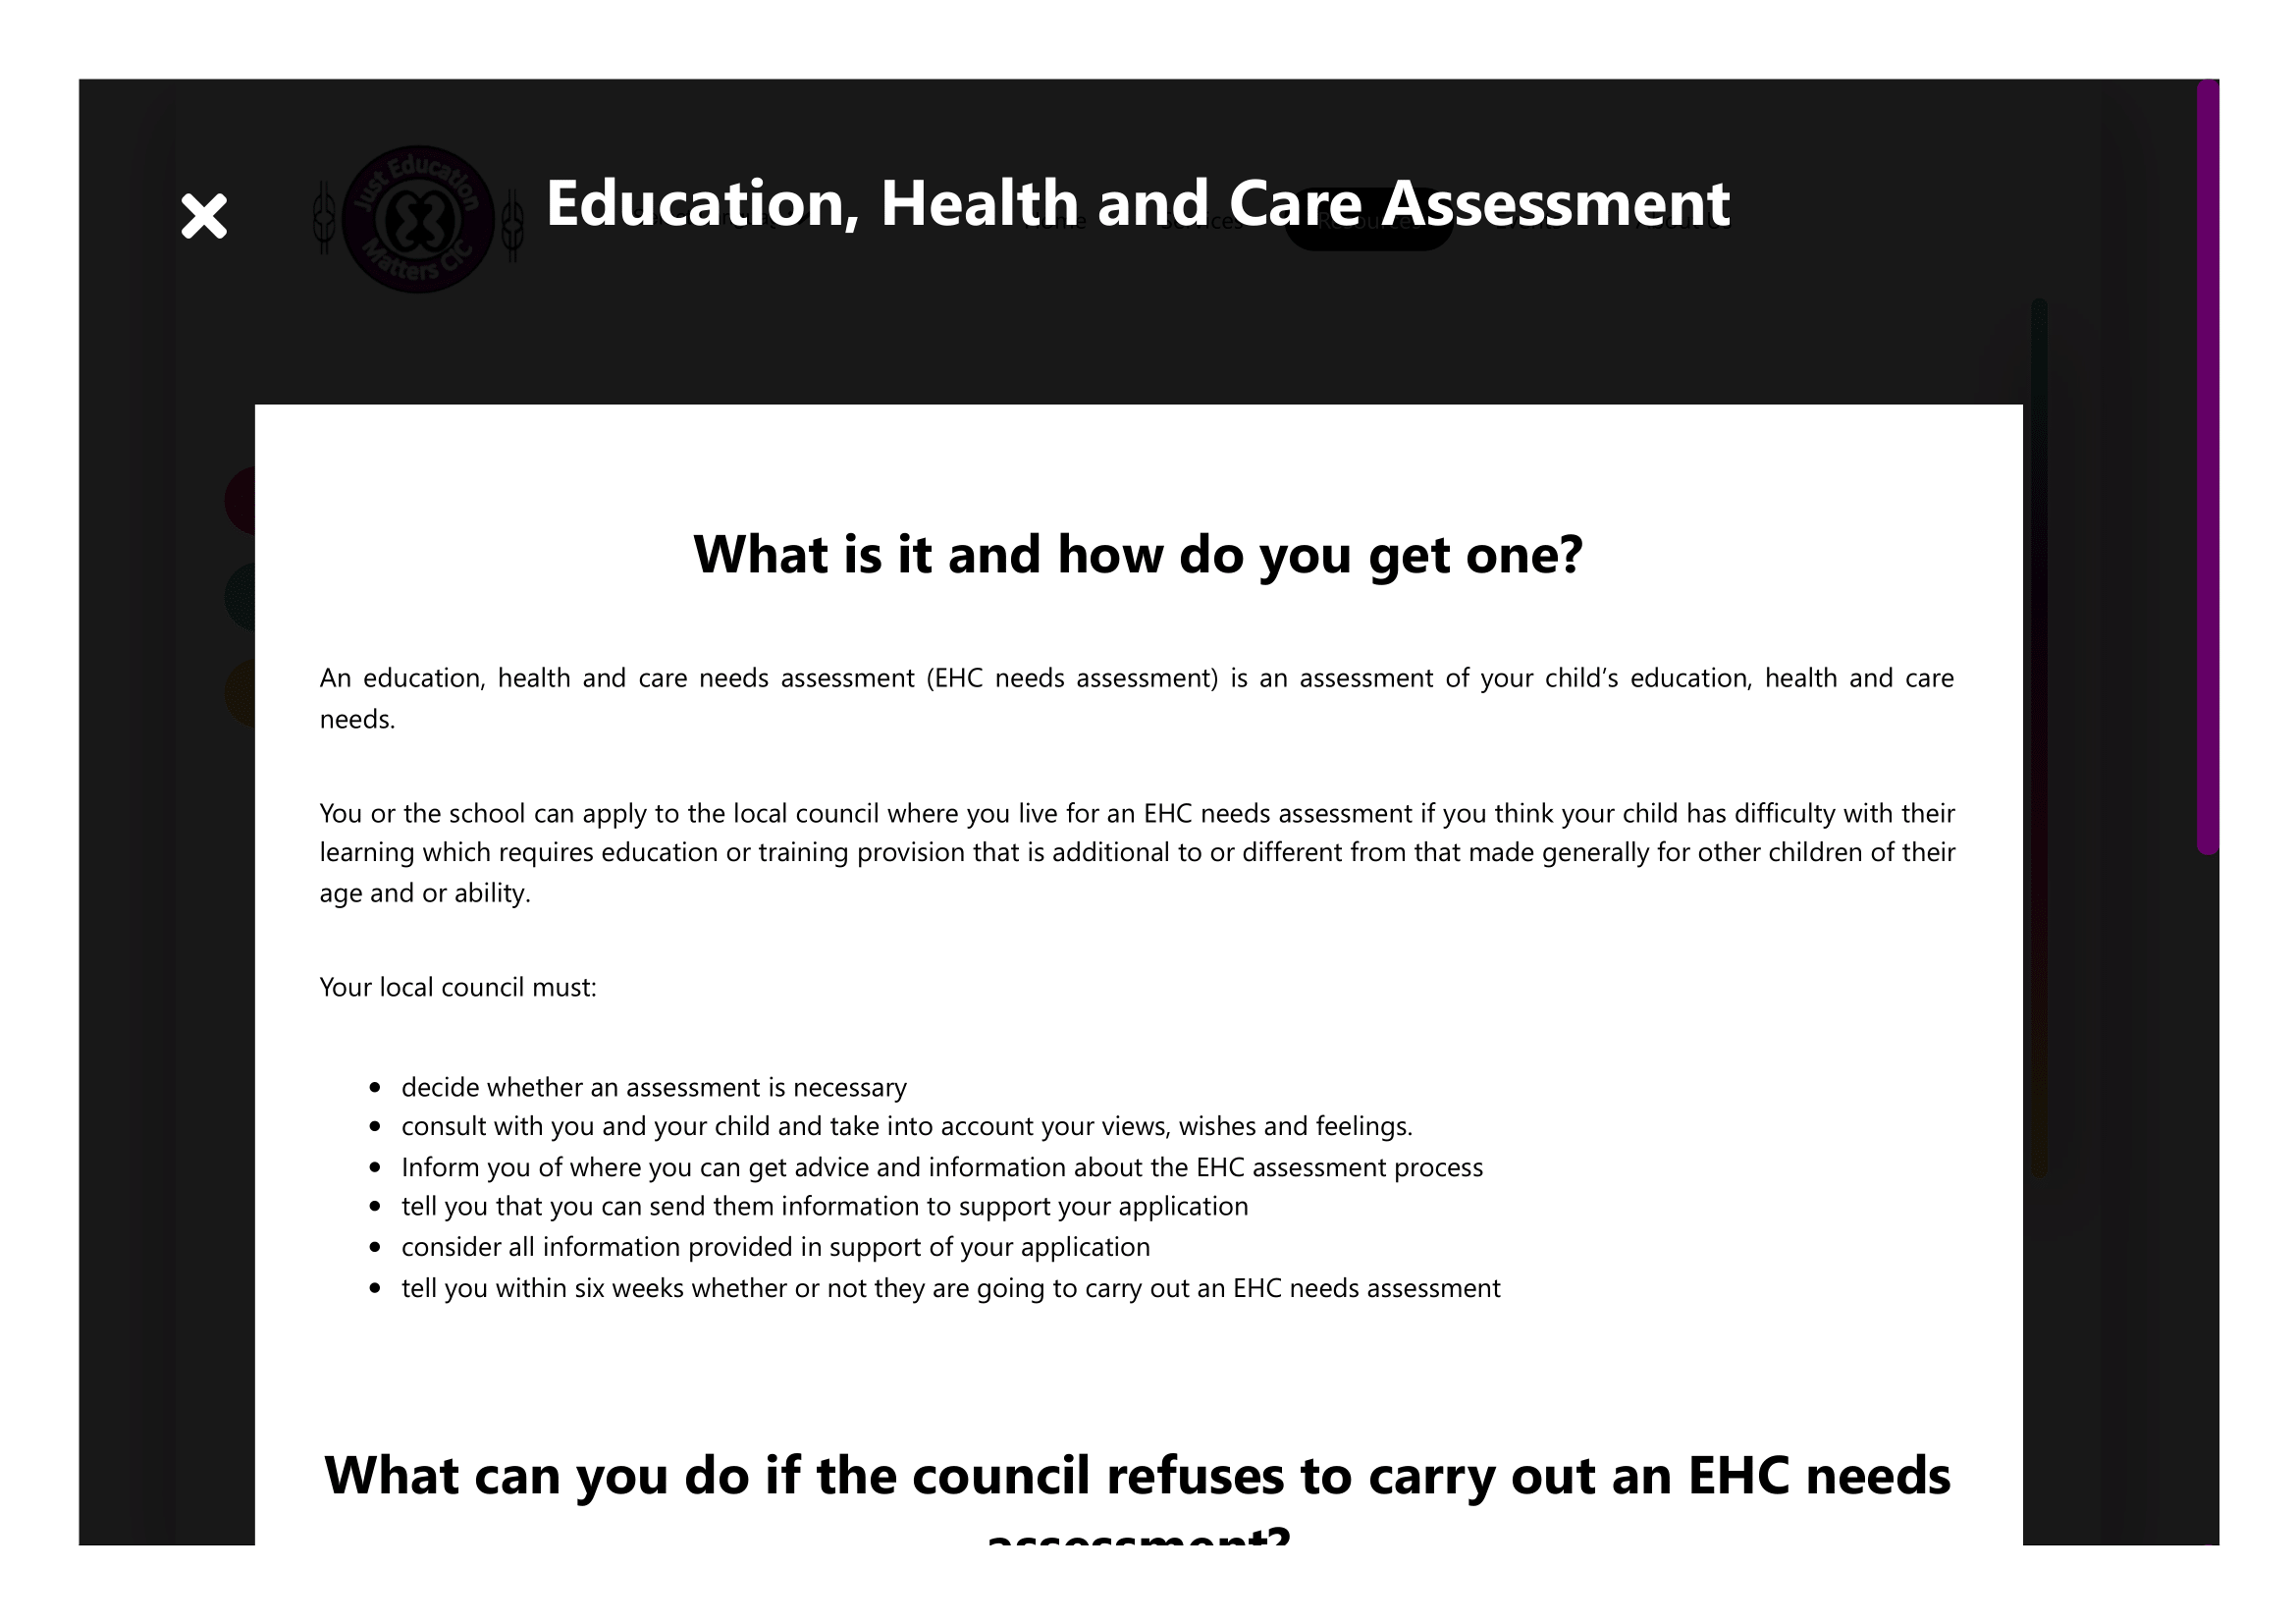 Just Education
Matters CIC
Education, Health and Care Assessment
Resources
What is it and how do you get one?
An education, health and care needs assessment (EHC needs assessment) is an assessment of your child’s education, health and care
needs.
You or the school can apply to the local council where you live for an EHC needs assessment if you think your child has difficulty with their
learning which requires education or training provision that is additional to or different from that made generally for other children of their
age and or ability.
Your local council must:
• decide whether an assessment is necessary
• consult with you and your child and take into account your views, wishes and feelings.
• Inform you of where you can get advice and information about the EHC assessment process
• tell you that you can send them information to support your application
• consider all information provided in support of your application
• tell you within six weeks whether or not they are going to carry out an EHC needs assessment
What can you do if the council refuses to carry out an EHC needs
assessment?